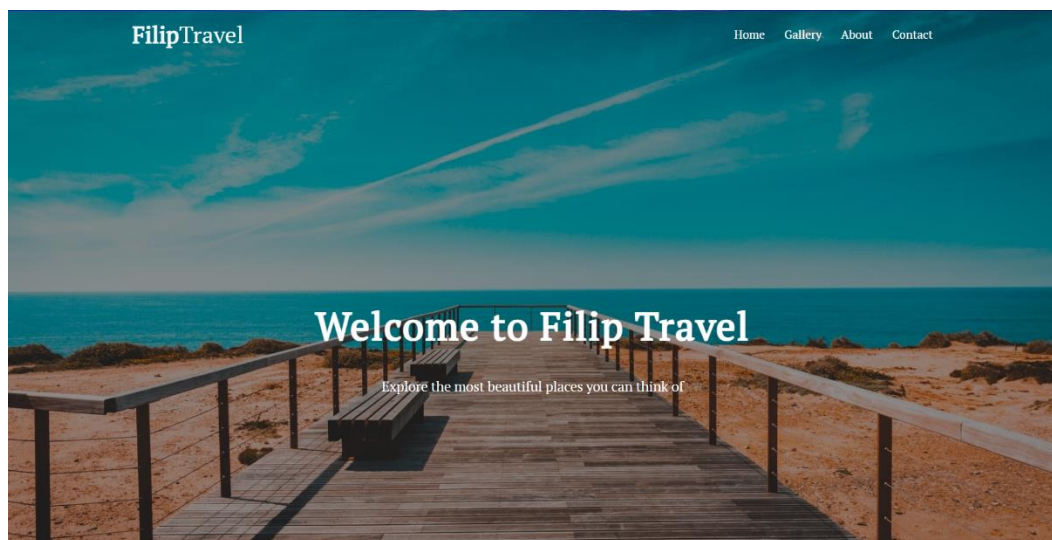 FilipTravel
Home Gallery About Contact
Welcome to Filip Travel
Explore the most beautiful places you can think of